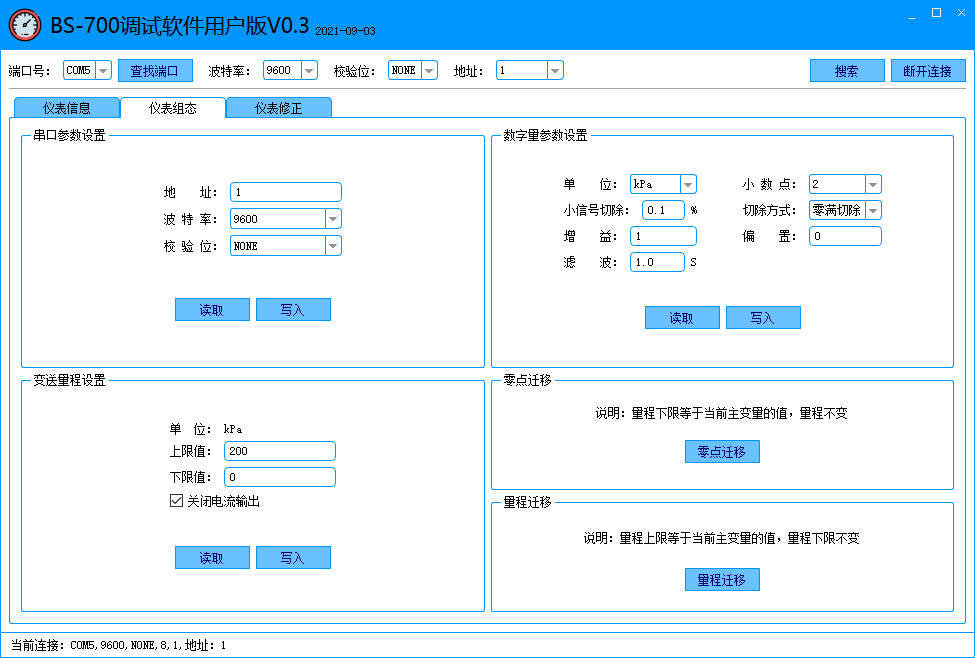 BS-700调试软件用户版V0.3 2021-09-03
端口号： COM5 查找端口 波特率： 9600 校验位： NONE 地址： 1 搜索 断开连接
仪表信息 仪表组态 仪表修正
串口参数设置
地 址： 1
波 特 率： 9600
校 验 位： NONE
读取 写入
数字量参数设置
单 位： kPa 小 数 点： 2
小信号切除： 0.1 % 切除方式： 零满切除
增 益： 1 偏 置： 0
滤 波： 1.0 S
读取 写入
变送量程设置
单 位： kPa
上限值： 200
下限值： 0
关闭电流输出
读取 写入
零点迁移
说明：量程下限等于当前主变量的值，量程不变
零点迁移
量程迁移
说明：量程上限等于当前主变量的值，量程下限不变
量程迁移
当前连接：COM5,9600,NONE,8,1,地址：1